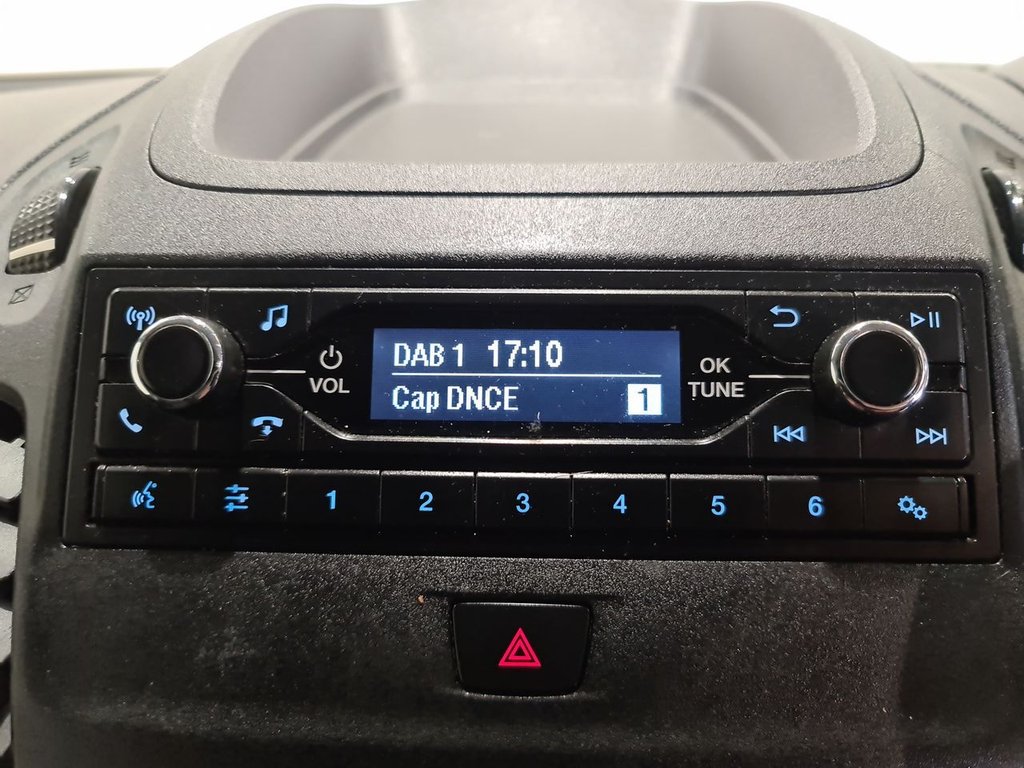 DAB 1 17:10
Cap DNCE 1
VOL
OK
TUNE
1 2 3 4 5 6